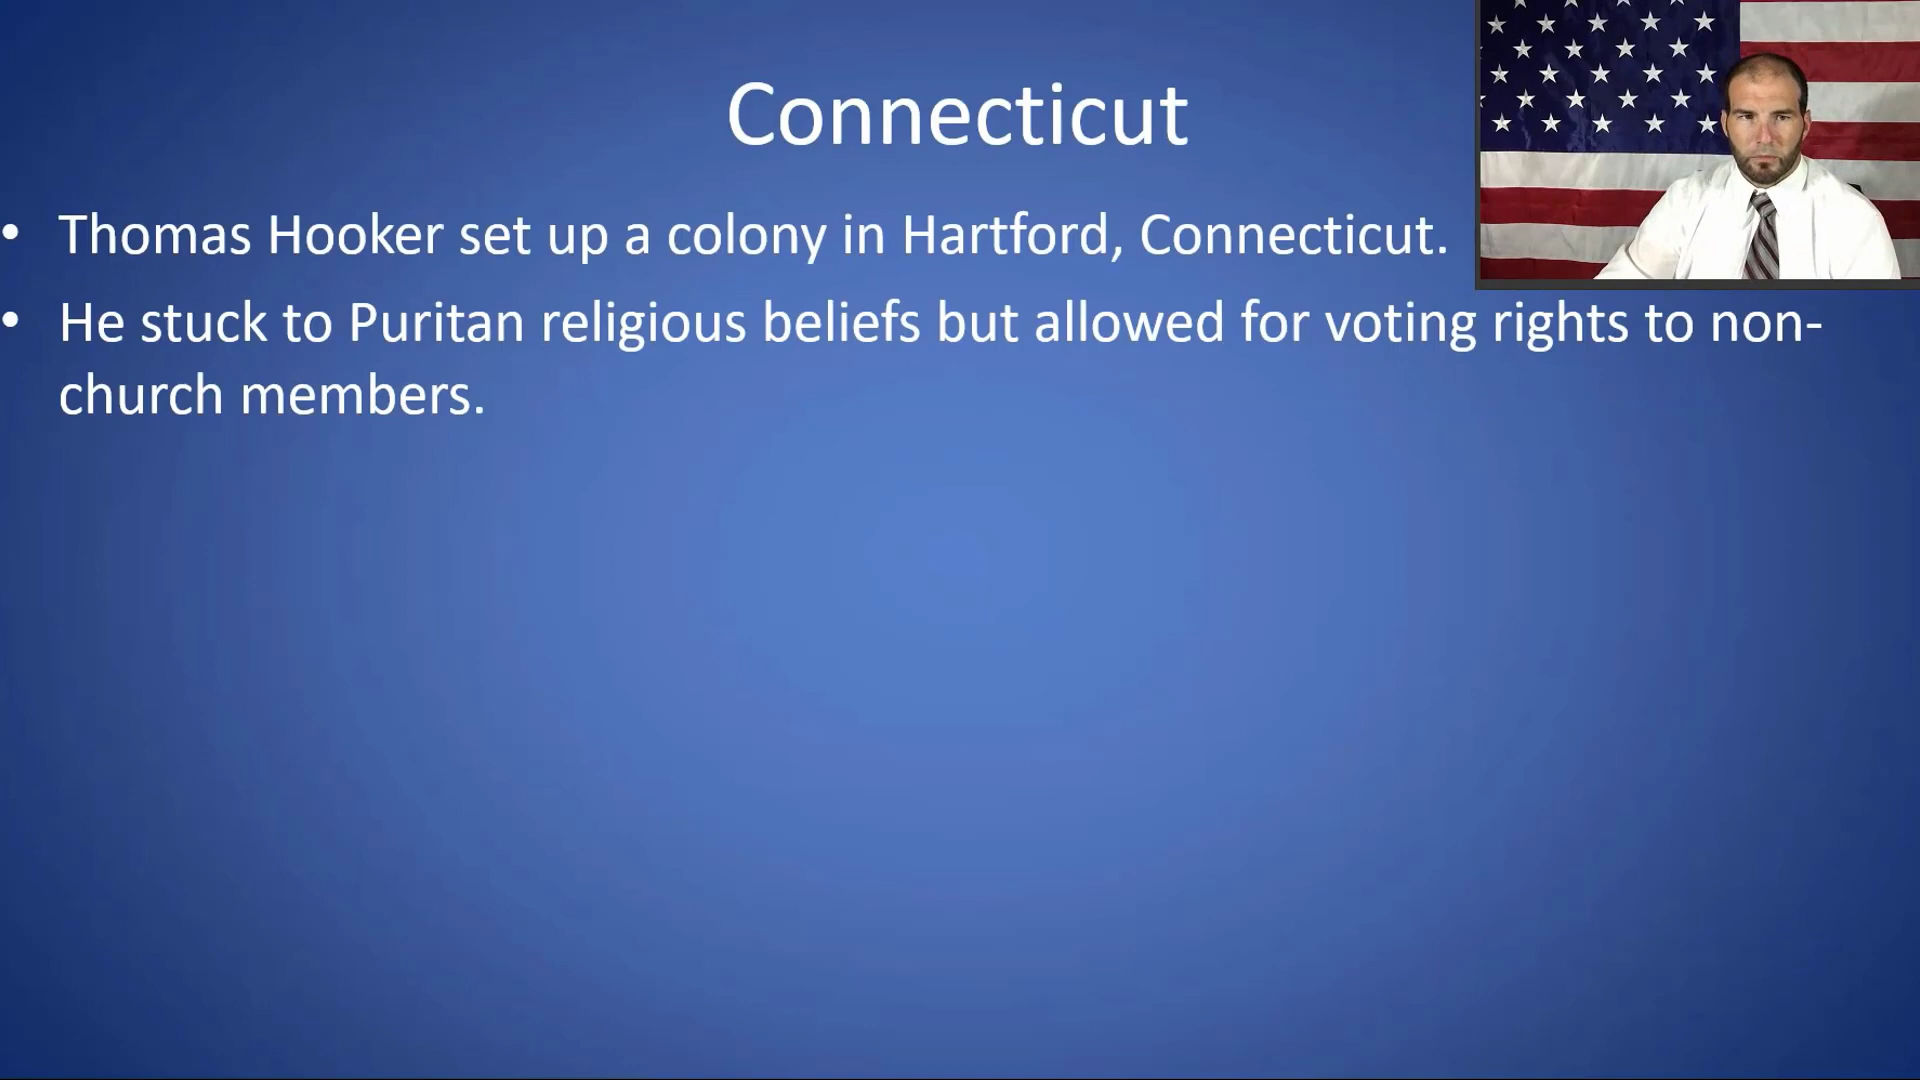 Connecticut
• Thomas Hooker set up a colony in Hartford, Connecticut.
• He stuck to Puritan religious beliefs but allowed for voting rights to non-
church members.